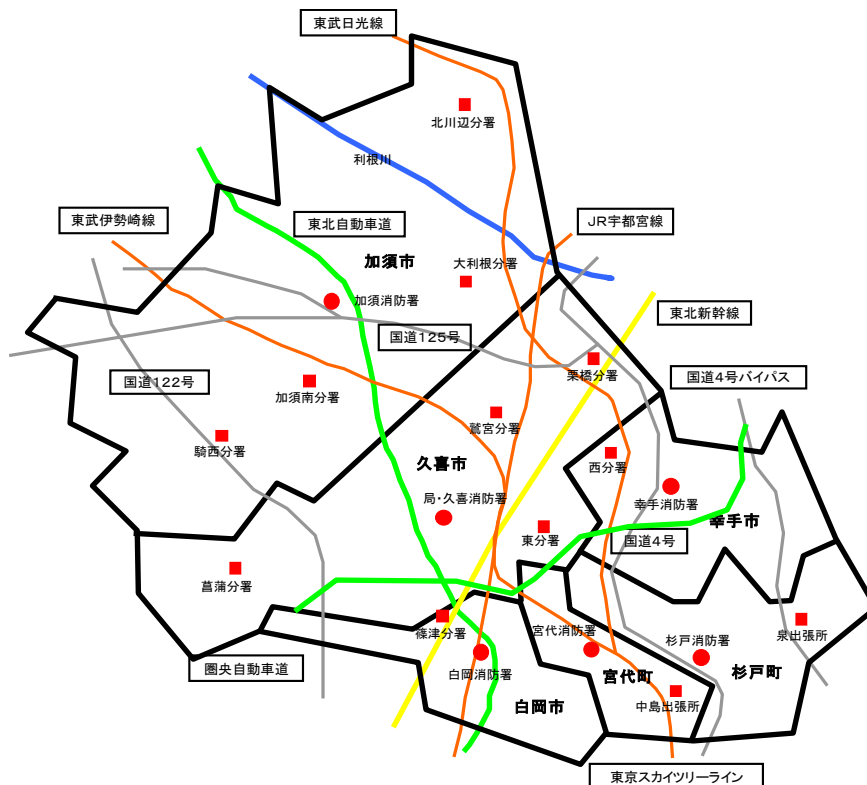 東武日光線
北川辺分署
利根川
東武伊勢崎線
東北自動車道
JR宇都宮線
加須市
大利根分署
加須消防署
東北新幹線
国道125号
栗橋分署
国道122号
加須南分署
国道4号バイパス
鷲宮分署
騎西分署
久喜市
西分署
局・久喜消防署
幸手消防署
幸手市
東分署
国道4号
菖蒲分署
篠津分署
宮代消防署
杉戸消防署
泉出張所
圏央自動車道
白岡消防署
宮代町
杉戸町
白岡市
中島出張所
東京スカイツリーライン